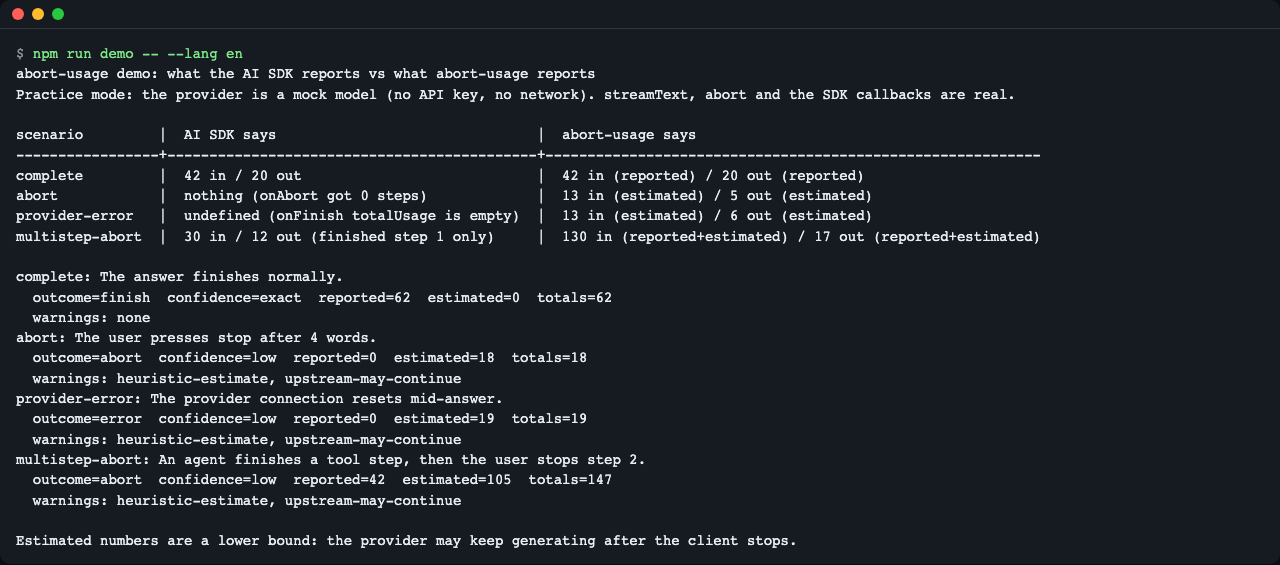 $ npm run demo -- --lang en
abort-usage demo: what the AI SDK reports vs what abort-usage reports
Practice mode: the provider is a mock model (no API key, no network). streamText, abort and the SDK callbacks are real.
scenario | AI SDK says | abort-usage says
-----------------+--------------------------------------------+-----------------------------------------------------------
complete | 42 in / 20 out | 42 in (reported) / 20 out (reported)
abort | nothing (onAbort got 0 steps) | 13 in (estimated) / 5 out (estimated)
provider-error | undefined (onFinish totalUsage is empty) | 13 in (estimated) / 6 out (estimated)
multistep-abort | 30 in / 12 out (finished step 1 only) | 130 in (reported+estimated) / 17 out (reported+estimated)
complete: The answer finishes normally.
outcome=finish confidence=exact reported=62 estimated=0 totals=62
warnings: none
abort: The user presses stop after 4 words.
outcome=abort confidence=low reported=0 estimated=18 totals=18
warnings: heuristic-estimate, upstream-may-continue
provider-error: The provider connection resets mid-answer.
outcome=error confidence=low reported=0 estimated=19 totals=19
warnings: heuristic-estimate, upstream-may-continue
multistep-abort: An agent finishes a tool step, then the user stops step 2.
outcome=abort confidence=low reported=42 estimated=105 totals=147
warnings: heuristic-estimate, upstream-may-continue
Estimated numbers are a lower bound: the provider may keep generating after the client stops.